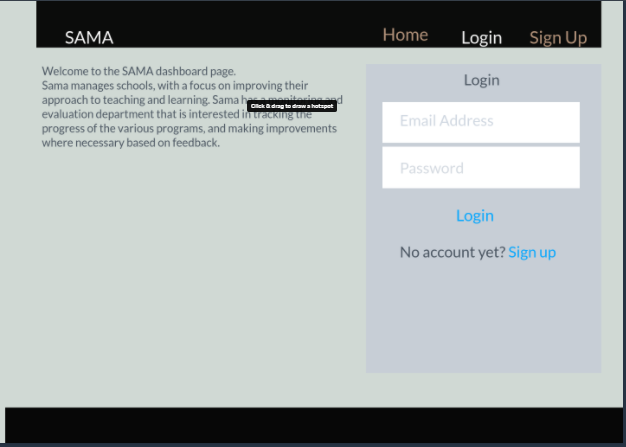 SAMA
Home
Login
Sign Up
Welcome to the SAMA dashboard page.
Sama manages schools, with a focus on improving their
approach to teaching and learning. Sama has a monitoring and
Click & drag to draw a hotspot
evaluation department that is interested in tracking the
progress of the various programs, and making improvements
where necessary based on feedback.
Login
Email Address
Password
Login
No account yet? Sign up